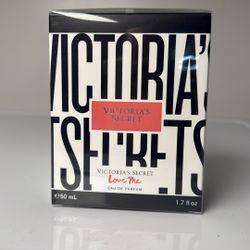 VICTORIA'S
VICTORIA'S
SECRET
T SECRETS
VICTORIA'S SECRET
Love Me
EAU DE PARFUM
℮50 mL
1.7 fl oz